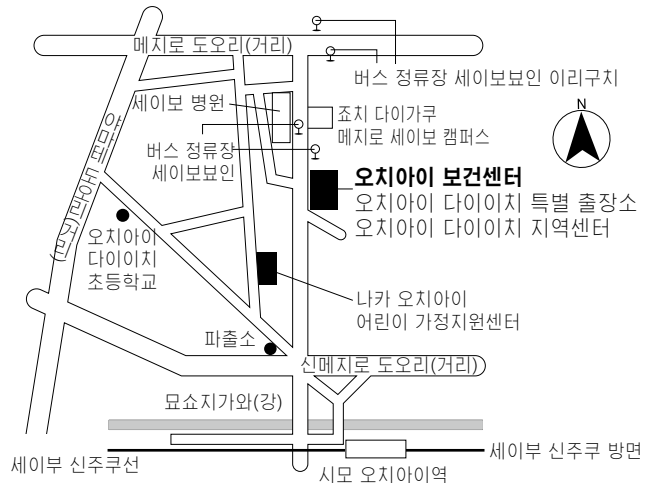 메지로 도오리(거리)
버스 정류장 세이보뵤인 이리구치
N
세이보 병원
죠치 다이가쿠
메지로 세이보 캠퍼스
버스 정류장
세이보뵤인
야마테 도오리(거리)
오치아이 보건센터
오치아이 다이이치 특별 출장소
오치아이 다이이치 지역센터
오치아이
다이이치
초등학교
나카 오치아이
어린이 가정지원센터
파출소
신메지로 도오리(거리)
묘쇼지가와(강)
세이부 신주쿠선
세이부 신주쿠 방면
시모 오치아이역